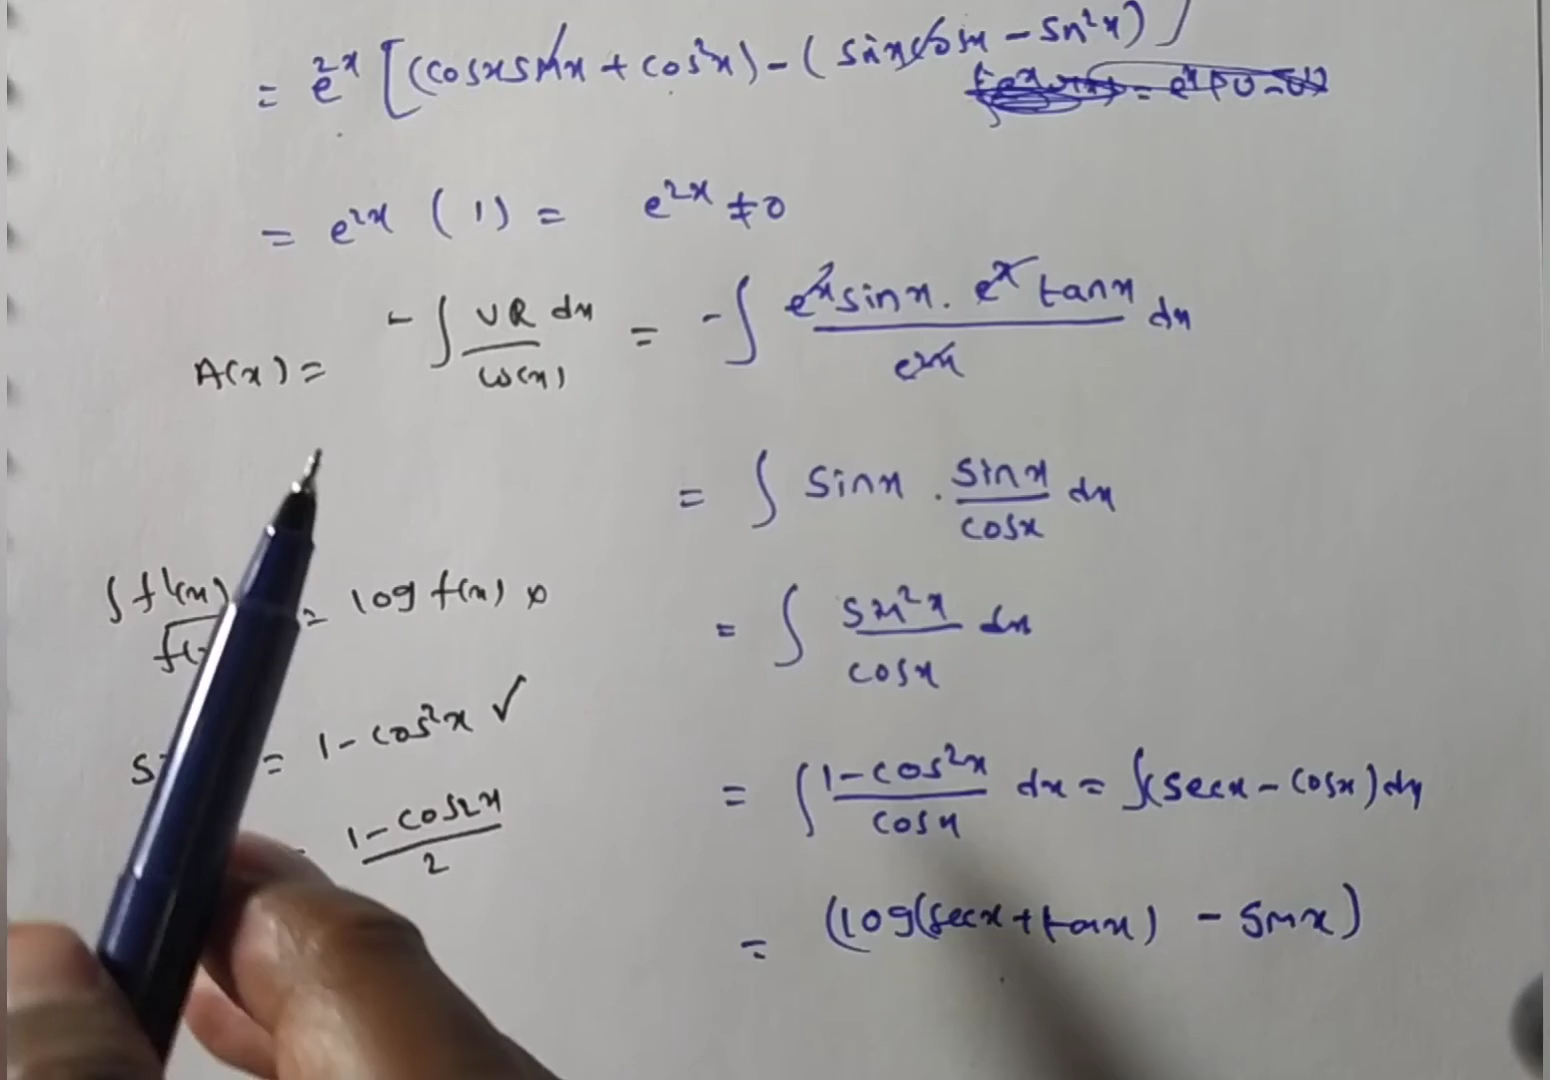 = e^{2x} [(cosx sinx + cos²x) - (sinx cosx - sin²x)]
= e^{2x} (1) = e^{2x} ≠ 0
A(x) = -∫ VR dx / w(x) = -∫ e^x sinx . e^x tanx / e^{2x} dx
= ∫ sinx . sinx / cosx dx
∫ f'(x) / f( = log f(x) x
= ∫ sin²x / cosx dx
s = 1 - cos²x ✓
= ∫ 1 - cos²x / cosx dx = ∫(secx - cosx) dx
1 - cos2x / 2
= (log(secx + tanx) - sinx)